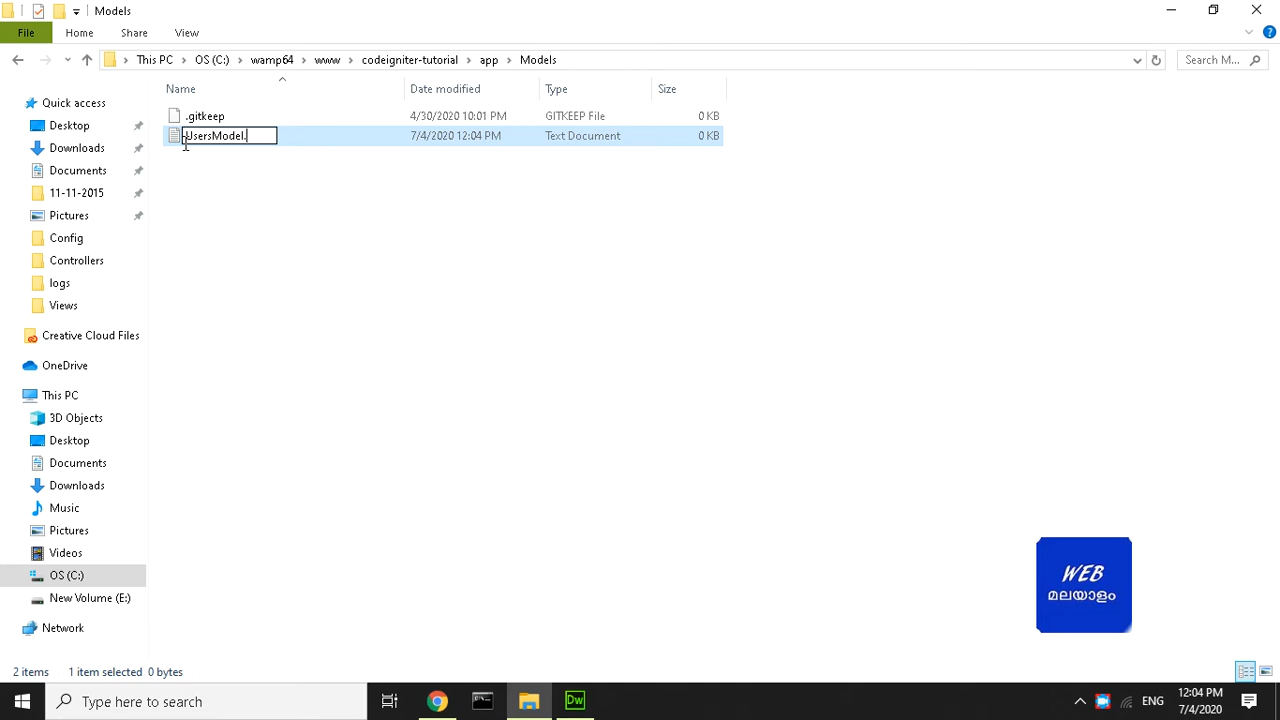 Models
File Home Share View
This PC OS (C:) wamp64 www codeigniter-tutorial app Models Search M...
Name Date modified Type Size
Quick access
Desktop
Downloads
Documents
11-11-2015
Pictures
Config
Controllers
logs
Views
Creative Cloud Files
OneDrive
This PC
3D Objects
Desktop
Documents
Downloads
Music
Pictures
Videos
OS (C:)
New Volume (E:)
Network
.gitkeep 4/30/2020 10:01 PM GITKEEP File 0 KB
UsersModel. 7/4/2020 12:04 PM Text Document 0 KB
WEB
മലയാളം
2 items 1 item selected 0 bytes
Type here to search
Dw
ENG
12:04 PM
7/4/2020